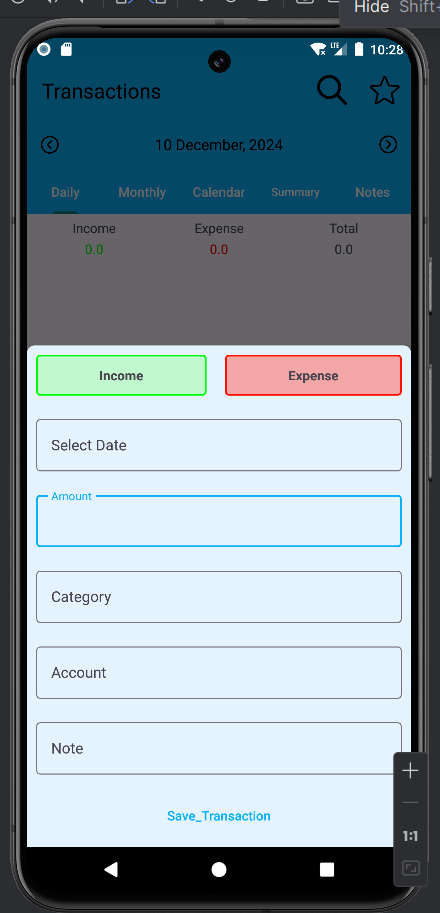 Hide Shift+
LTE 10:28
Transactions
10 December, 2024
Daily Monthly Calendar Summary Notes
Income Expense Total
0.0 0.0 0.0
Income Expense
Select Date
Amount
Category
Account
Note
Save_Transaction
1:1